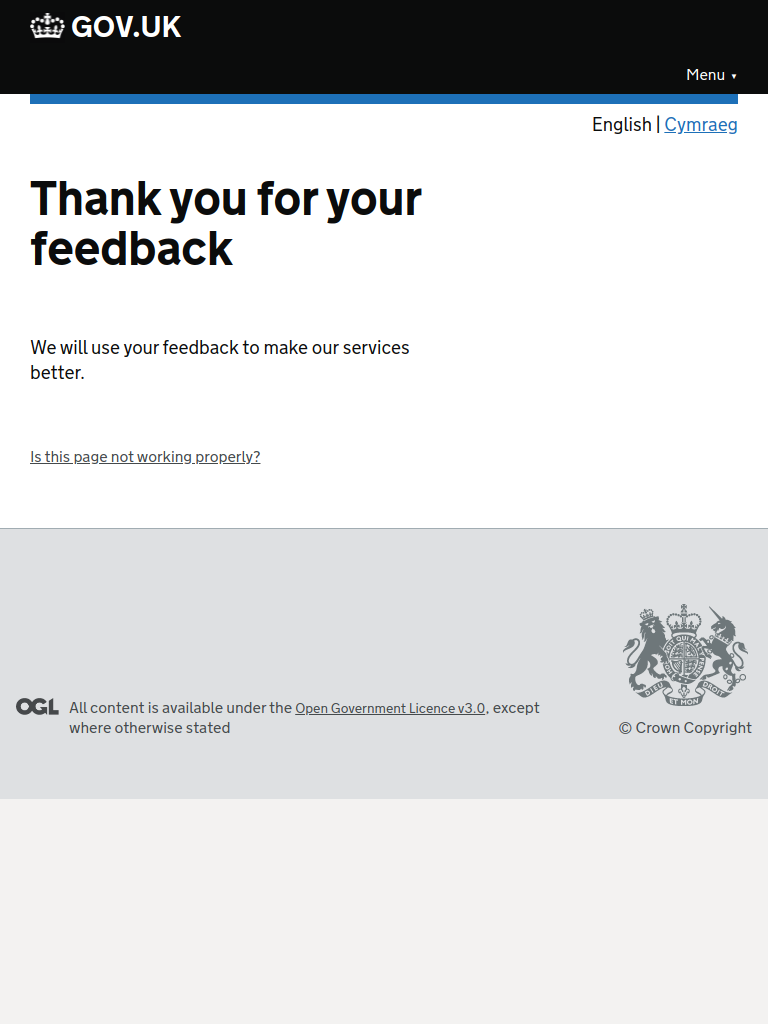 GOV.UK
Menu ▼
English | Cymraeg
Thank you for your
feedback
We will use your feedback to make our services
better.
Is this page not working properly?
DIEU ET MON DROIT
OGL All content is available under the Open Government Licence v3.0, except
where otherwise stated
© Crown Copyright